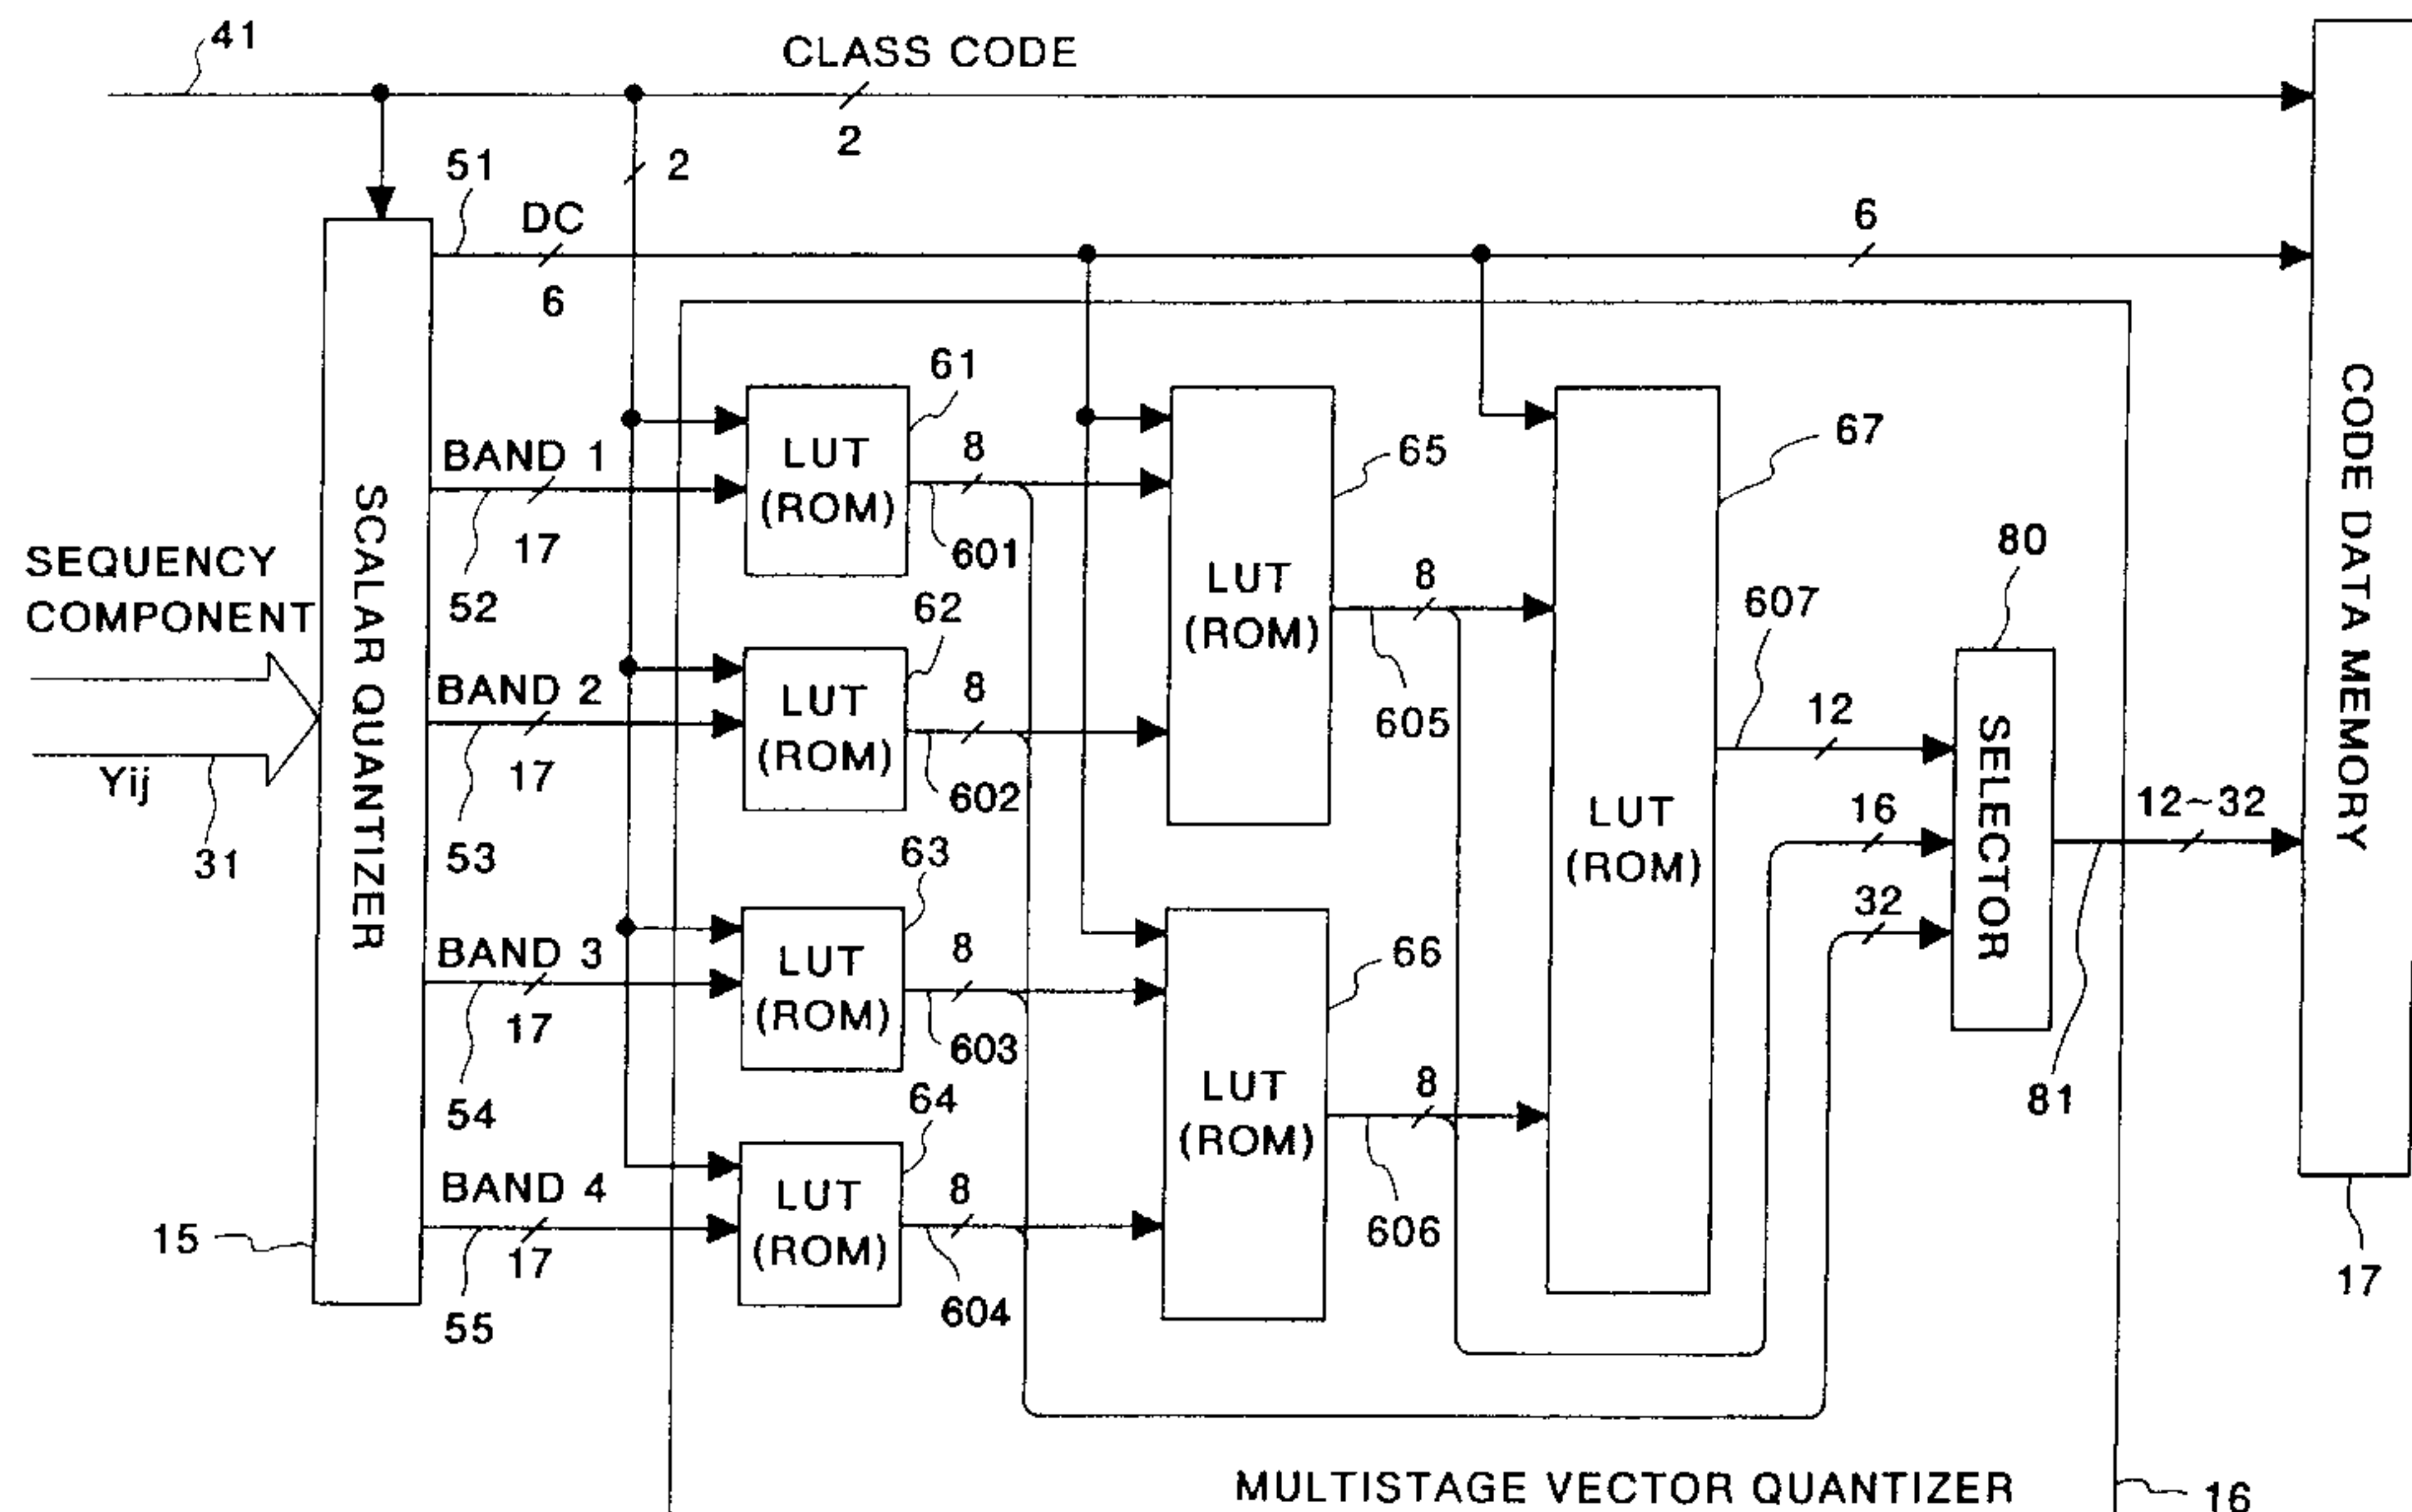 41
CLASS CODE
2
2
51
DC
6
6
61
LUT
(ROM)
BAND 1
17
52
8
601
65
67
SEQUENCY
COMPONENT
Yij
31
SCALAR QUANTIZER
LUT
(ROM)
8
605
80
607
62
BAND 2
17
53
LUT
(ROM)
8
602
12
16
32
SELECTOR
12~32
81
CODE DATA MEMORY
17
LUT
(ROM)
63
BAND 3
17
54
LUT
(ROM)
8
603
66
LUT
(ROM)
8
606
64
BAND 4
17
55
15
LUT
(ROM)
8
604
MULTISTAGE VECTOR QUANTIZER
16